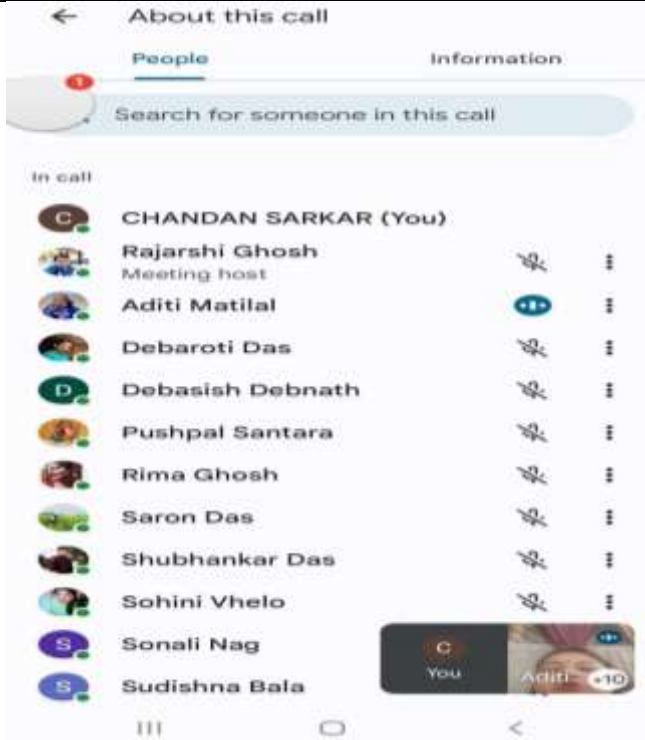 About this call
People Information
1
Search for someone in this call
In call
C CHANDAN SARKAR (You)
Rajarshi Ghosh
Meeting host
Aditi Matilal
Debaroti Das
D Debasish Debnath
Pushpal Santara
Rima Ghosh
Saron Das
Shubhankar Das
Sohini Vhelo
S Sonali Nag
C
You Aditi +10
S Sudishna Bala